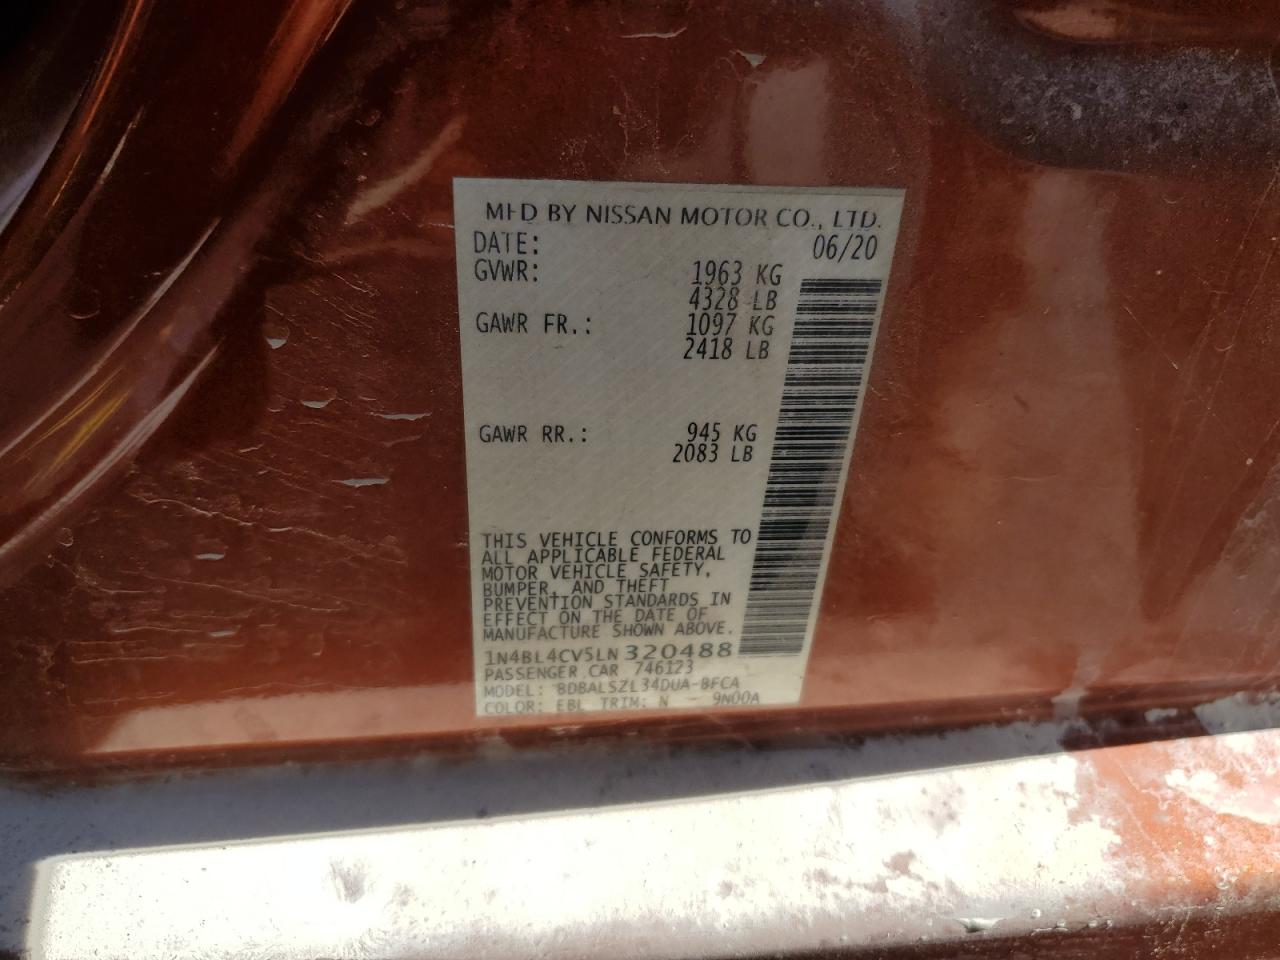 MFD BY NISSAN MOTOR CO., LTD.
DATE: 06/20
GVWR: 1963 KG
4328 LB
GAWR FR.: 1097 KG
2418 LB
GAWR RR.: 945 KG
2083 LB
THIS VEHICLE CONFORMS TO
ALL APPLICABLE FEDERAL
MOTOR VEHICLE SAFETY,
BUMPER, AND THEFT
PREVENTION STANDARDS IN
EFFECT ON THE DATE OF
MANUFACTURE SHOWN ABOVE.
1N4BL4CV5LN320488
PASSENGER CAR 746123
MODEL: BDBALSZL34DUA-BFCA
COLOR: EBL TRIM: N - 9N00A